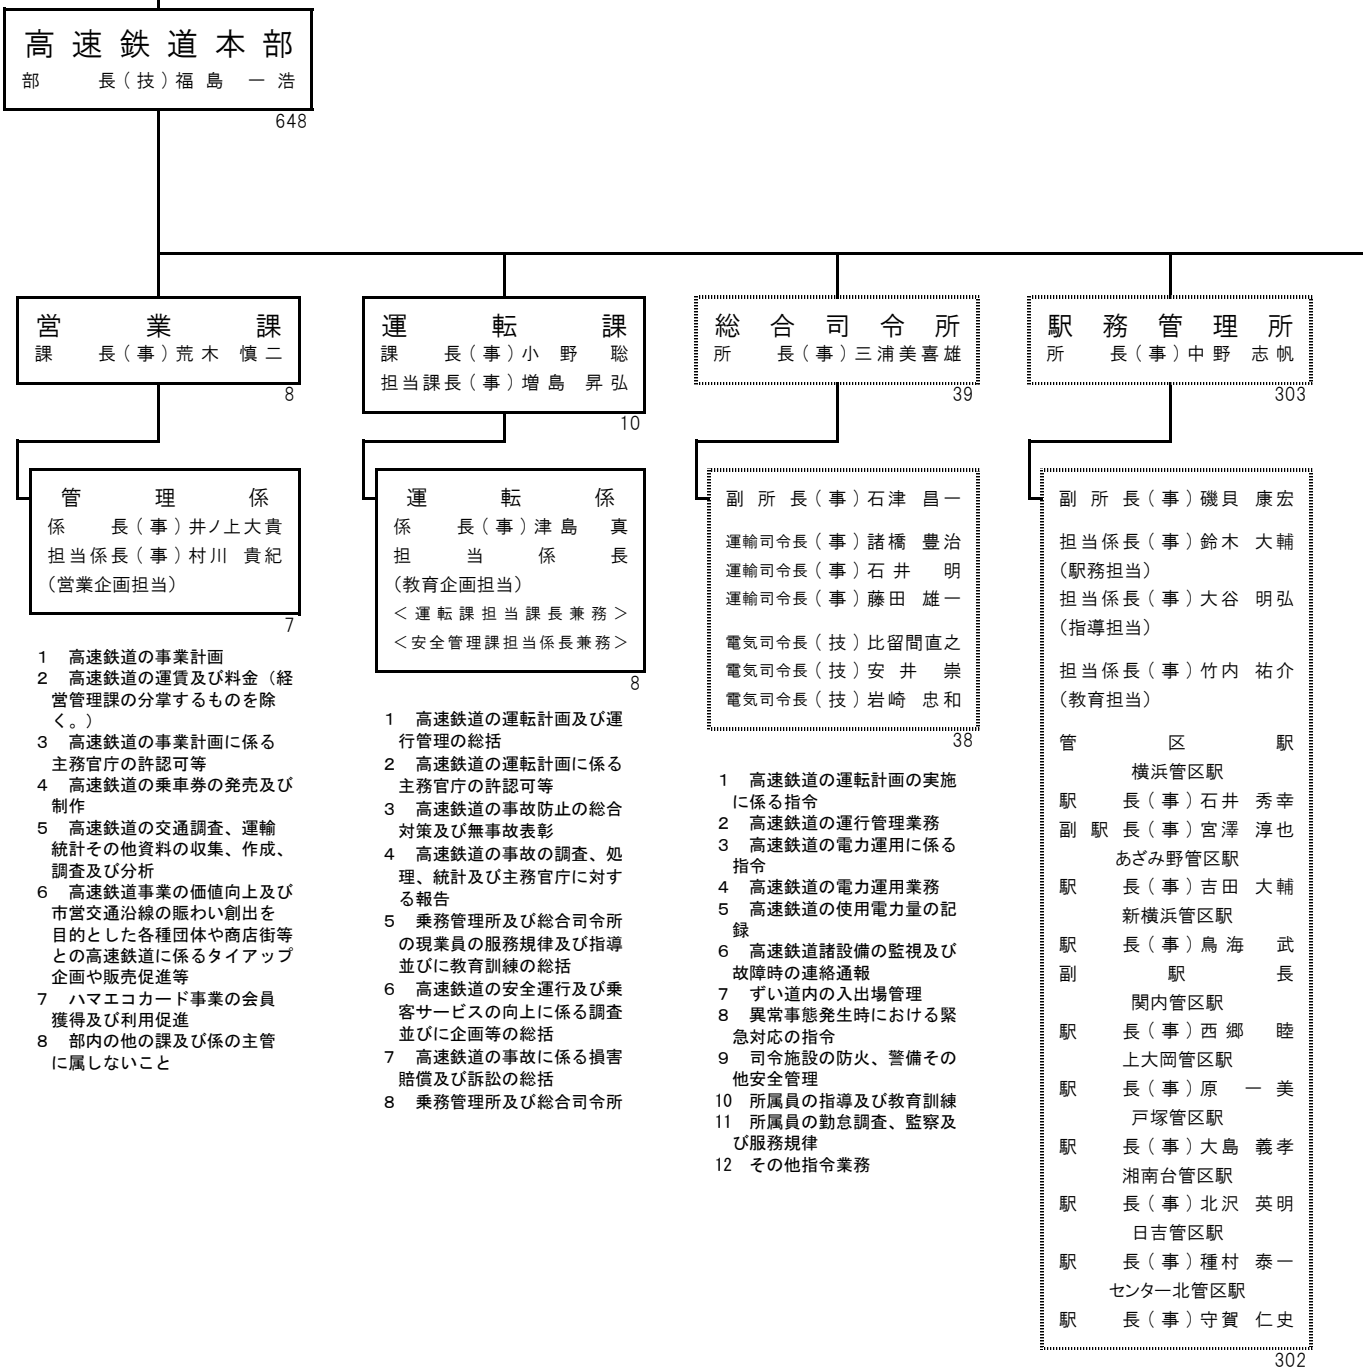 高速鉄道本部
部長(技)福島 一浩
648
営業課
課長(事)荒木 慎二
8
管理係
係長(事)井ノ上大貴
担当係長(事)村川 貴紀
(営業企画担当)
7
1 高速鉄道の事業計画
2 高速鉄道の運賃及び料金(経
営管理課の分掌するものを除
く。)
3 高速鉄道の事業計画に係る
主務官庁の許認可等
4 高速鉄道の乗車券の発売及び
制作
5 高速鉄道の交通調査、運輸
統計その他資料の収集、作成、
調査及び分析
6 高速鉄道事業の価値向上及び
市営交通沿線の賑わい創出を
目的とした各種団体や商店街等
との高速鉄道に係るタイアップ
企画や販売促進等
7 ハマエコカード事業の会員
獲得及び利用促進
8 部内の他の課及び係の主管
に属しないこと
運転課
課長(事)小野 聡
担当課長(事)増島 昇弘
10
運転係
係長(事)津島 真
担当係長
(教育企画担当)
<運転課担当課長兼務>
<安全管理課担当係長兼務>
8
1 高速鉄道の運転計画及び運
行管理の総括
2 高速鉄道の運転計画に係る
主務官庁の許認可等
3 高速鉄道の事故防止の総合
対策及び無事故表彰
4 高速鉄道の事故の調査、処
理、統計及び主務官庁に対す
る報告
5 乗務管理所及び総合司令所
の現業員の服務規律及び指導
並びに教育訓練の総括
6 高速鉄道の安全運行及び乗
客サービスの向上に係る調査
並びに企画等の総括
7 高速鉄道の事故に係る損害
賠償及び訴訟の総括
8 乗務管理所及び総合司令所
総合司令所
所長(事)三浦美喜雄
39
副所長(事)石津 昌一
運輸司令長(事)諸橋 豊治
運輸司令長(事)石井 明
運輸司令長(事)藤田 雄一
電気司令長(技)比留間直之
電気司令長(技)安井 崇
電気司令長(技)岩崎 忠和
38
1 高速鉄道の運転計画の実施
に係る指令
2 高速鉄道の運行管理業務
3 高速鉄道の電力運用に係る
指令
4 高速鉄道の電力運用業務
5 高速鉄道の使用電力量の記
録
6 高速鉄道諸設備の監視及び
故障時の連絡通報
7 ずい道内の入出場管理
8 異常事態発生時における緊
急対応の指令
9 司令施設の防火、警備その
他安全管理
10 所属員の指導及び教育訓練
11 所属員の勤怠調査、監察及
び服務規律
12 その他指令業務
駅務管理所
所長(事)中野 志帆
303
副所長(事)磯貝 康宏
担当係長(事)鈴木 大輔
(駅務担当)
担当係長(事)大谷 明弘
(指導担当)
担当係長(事)竹内 祐介
(教育担当)
管区駅
横浜管区駅
駅長(事)石井 秀幸
副駅長(事)宮澤 淳也
あざみ野管区駅
駅長(事)吉田 大輔
新横浜管区駅
駅長(事)鳥海 武
副駅長
関内管区駅
駅長(事)西郷 睦
上大岡管区駅
駅長(事)原 一美
戸塚管区駅
駅長(事)大島 義孝
湘南台管区駅
駅長(事)北沢 英明
日吉管区駅
駅長(事)種村 泰一
センター北管区駅
駅長(事)守賀 仁史
302